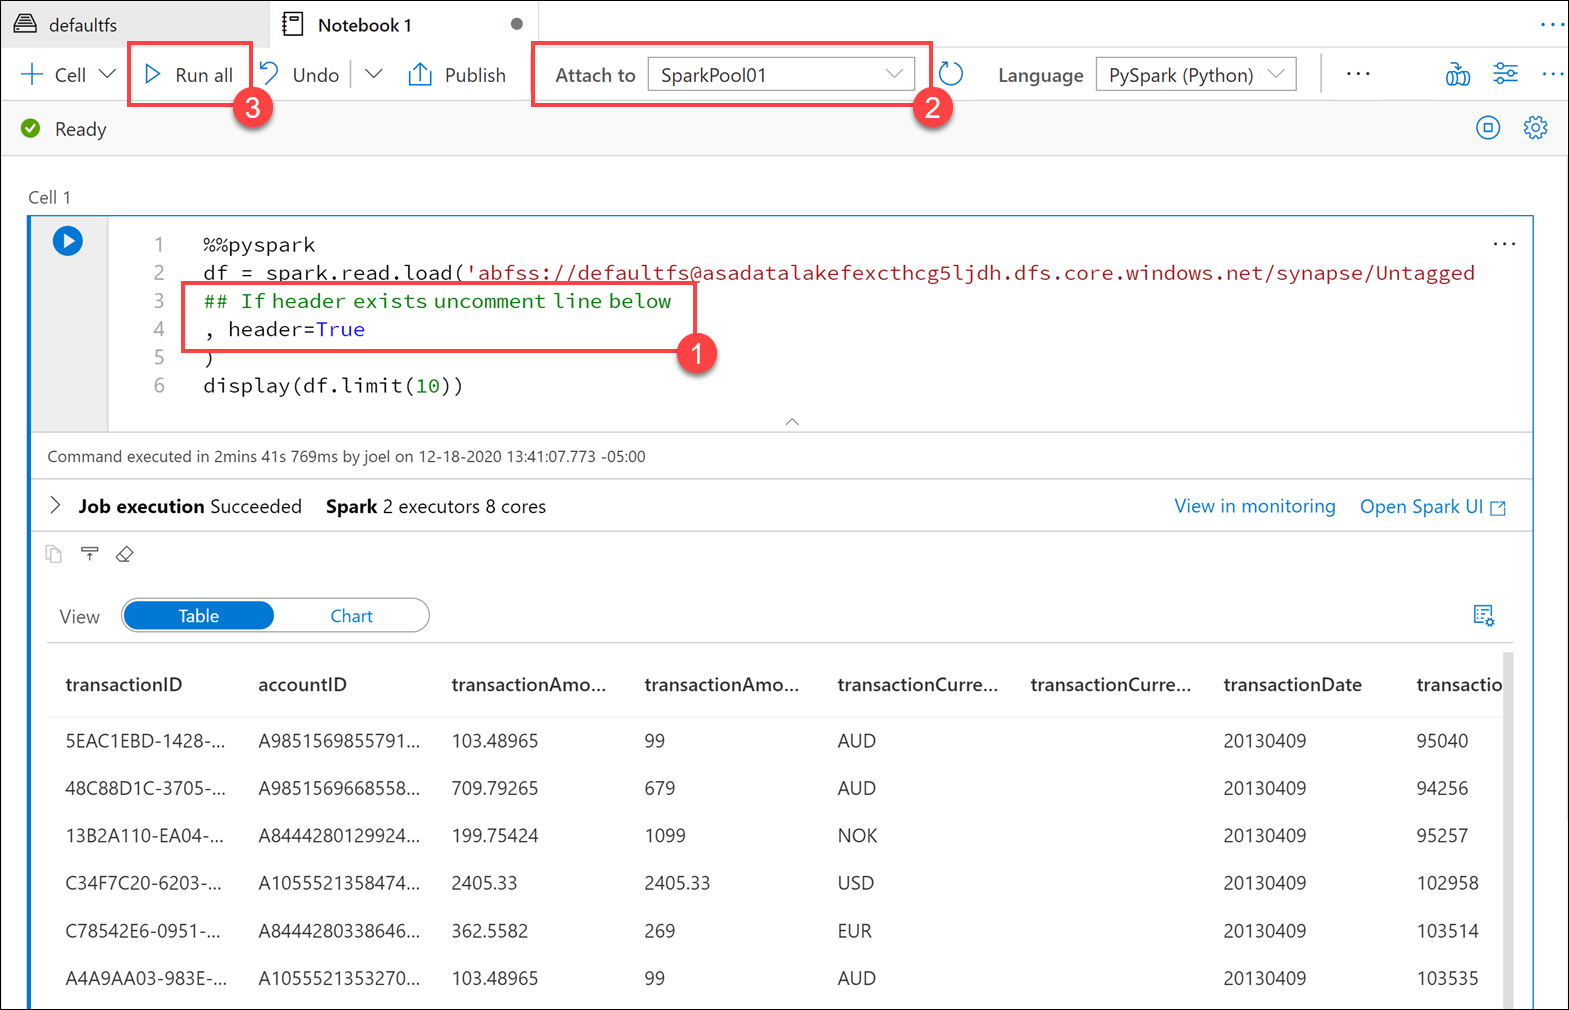 defaultfs
Notebook 1
Cell
Run all
Undo
Publish
Attach to
SparkPool01
Language
PySpark (Python)
3
2
Ready
Cell 1
1 %%pyspark
2 df = spark.read.load('abfss://defaultfs@asadatalakefexcthcg5ljdh.dfs.core.windows.net/synapse/Untagged
3 ## If header exists uncomment line below
4 , header=True
1
5 )
6 display(df.limit(10))
Command executed in 2mins 41s 769ms by joel on 12-18-2020 13:41:07.773 -05:00
Job execution Succeeded Spark 2 executors 8 cores View in monitoring Open Spark UI
View Table Chart
transactionID accountID transactionAmo... transactionAmo... transactionCurre... transactionCurre... transactionDate transactio
5EAC1EBD-1428-... A9851569855791... 103.48965 99 AUD 20130409 95040
48C88D1C-3705-... A9851569668558... 709.79265 679 AUD 20130409 94256
13B2A110-EA04-... A8444280129924... 199.75424 1099 NOK 20130409 95257
C34F7C20-6203-... A1055521358474... 2405.33 2405.33 USD 20130409 102958
C78542E6-0951-... A8444280338646... 362.5582 269 EUR 20130409 103514
A4A9AA03-983E-... A1055521353270... 103.48965 99 AUD 20130409 103535